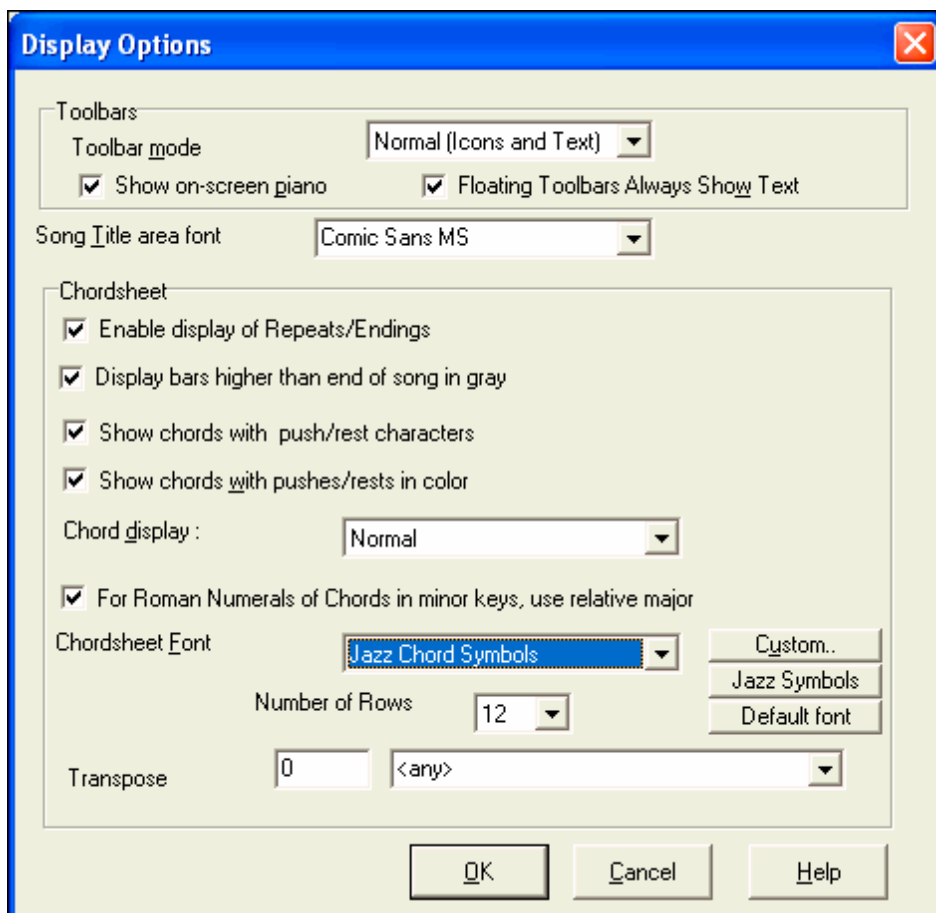 Display Options
Toolbars
Toolbar mode
Normal (Icons and Text)
Show on-screen piano
Floating Toolbars Always Show Text
Song Title area font
Comic Sans MS
Chordsheet
Enable display of Repeats/Endings
Display bars higher than end of song in gray
Show chords with push/rest characters
Show chords with pushes/rests in color
Chord display :
Normal
For Roman Numerals of Chords in minor keys, use relative major
Chordsheet Font
Jazz Chord Symbols
Custom..
Jazz Symbols
Default font
Number of Rows
12
Transpose
0
<any>
OK
Cancel
Help